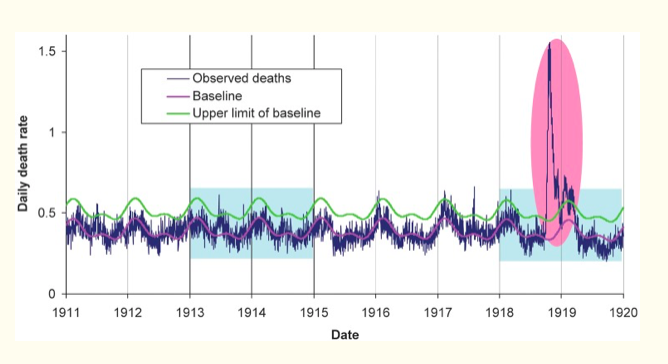 1.5
1
0.5
0
Daily death rate
Observed deaths
Baseline
Upper limit of baseline
1911 1912 1913 1914 1915 1916 1917 1918 1919 1920
Date